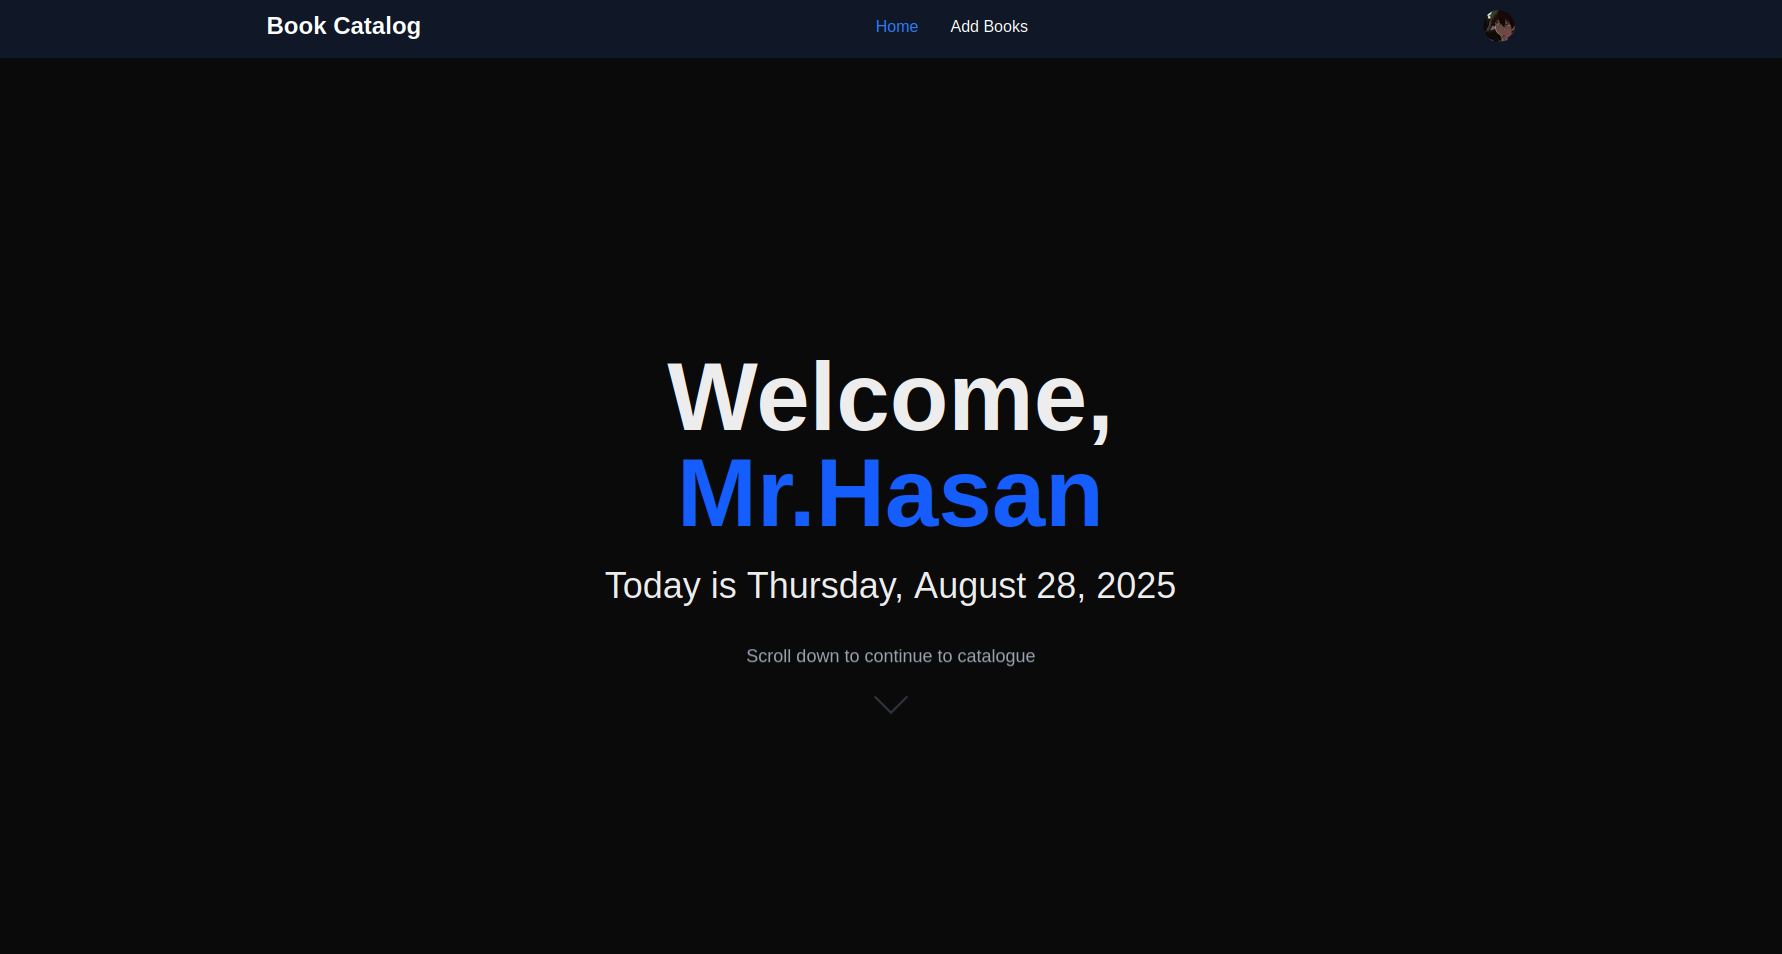 Book Catalog
Home
Add Books
Welcome,
Mr.Hasan
Today is Thursday, August 28, 2025
Scroll down to continue to catalogue